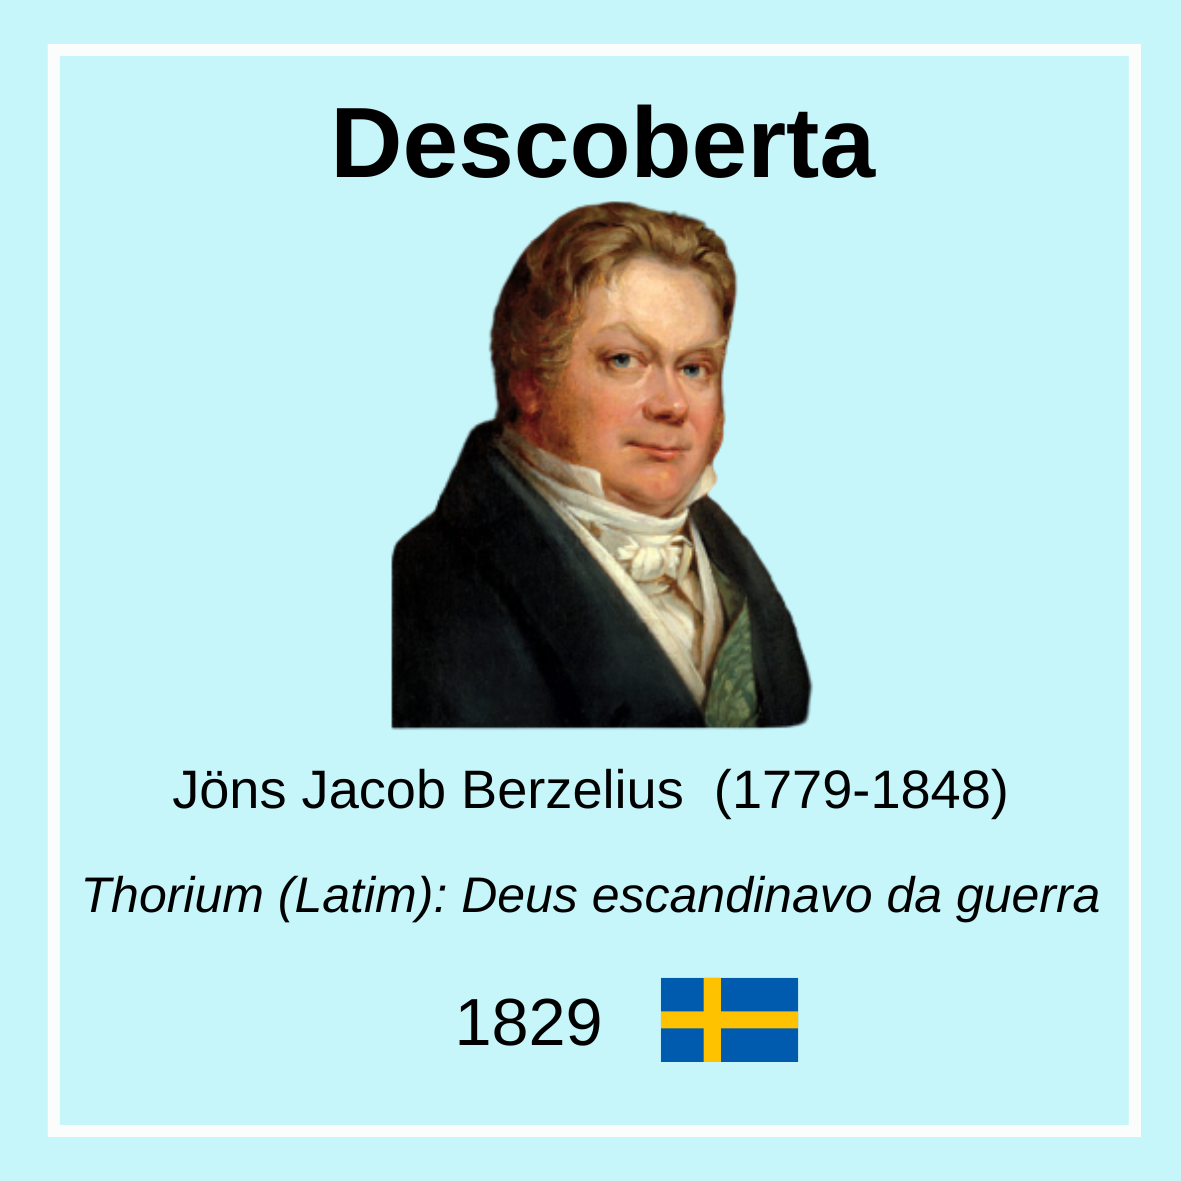 Descoberta
Jöns Jacob Berzelius  (1779-1848)
Thorium (Latim): Deus escandinavo da guerra
1829